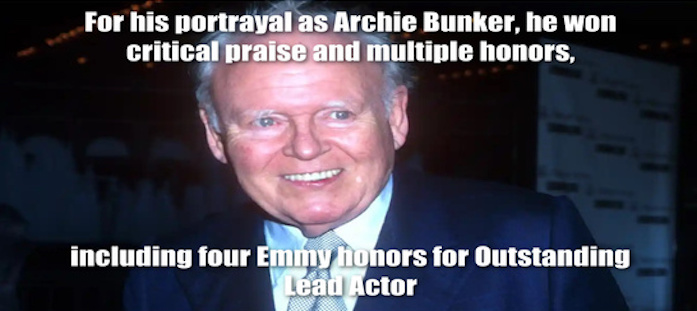 For his portrayal as Archie Bunker, he won
critical praise and multiple honors,
including four Emmy honors for Outstanding
Lead Actor